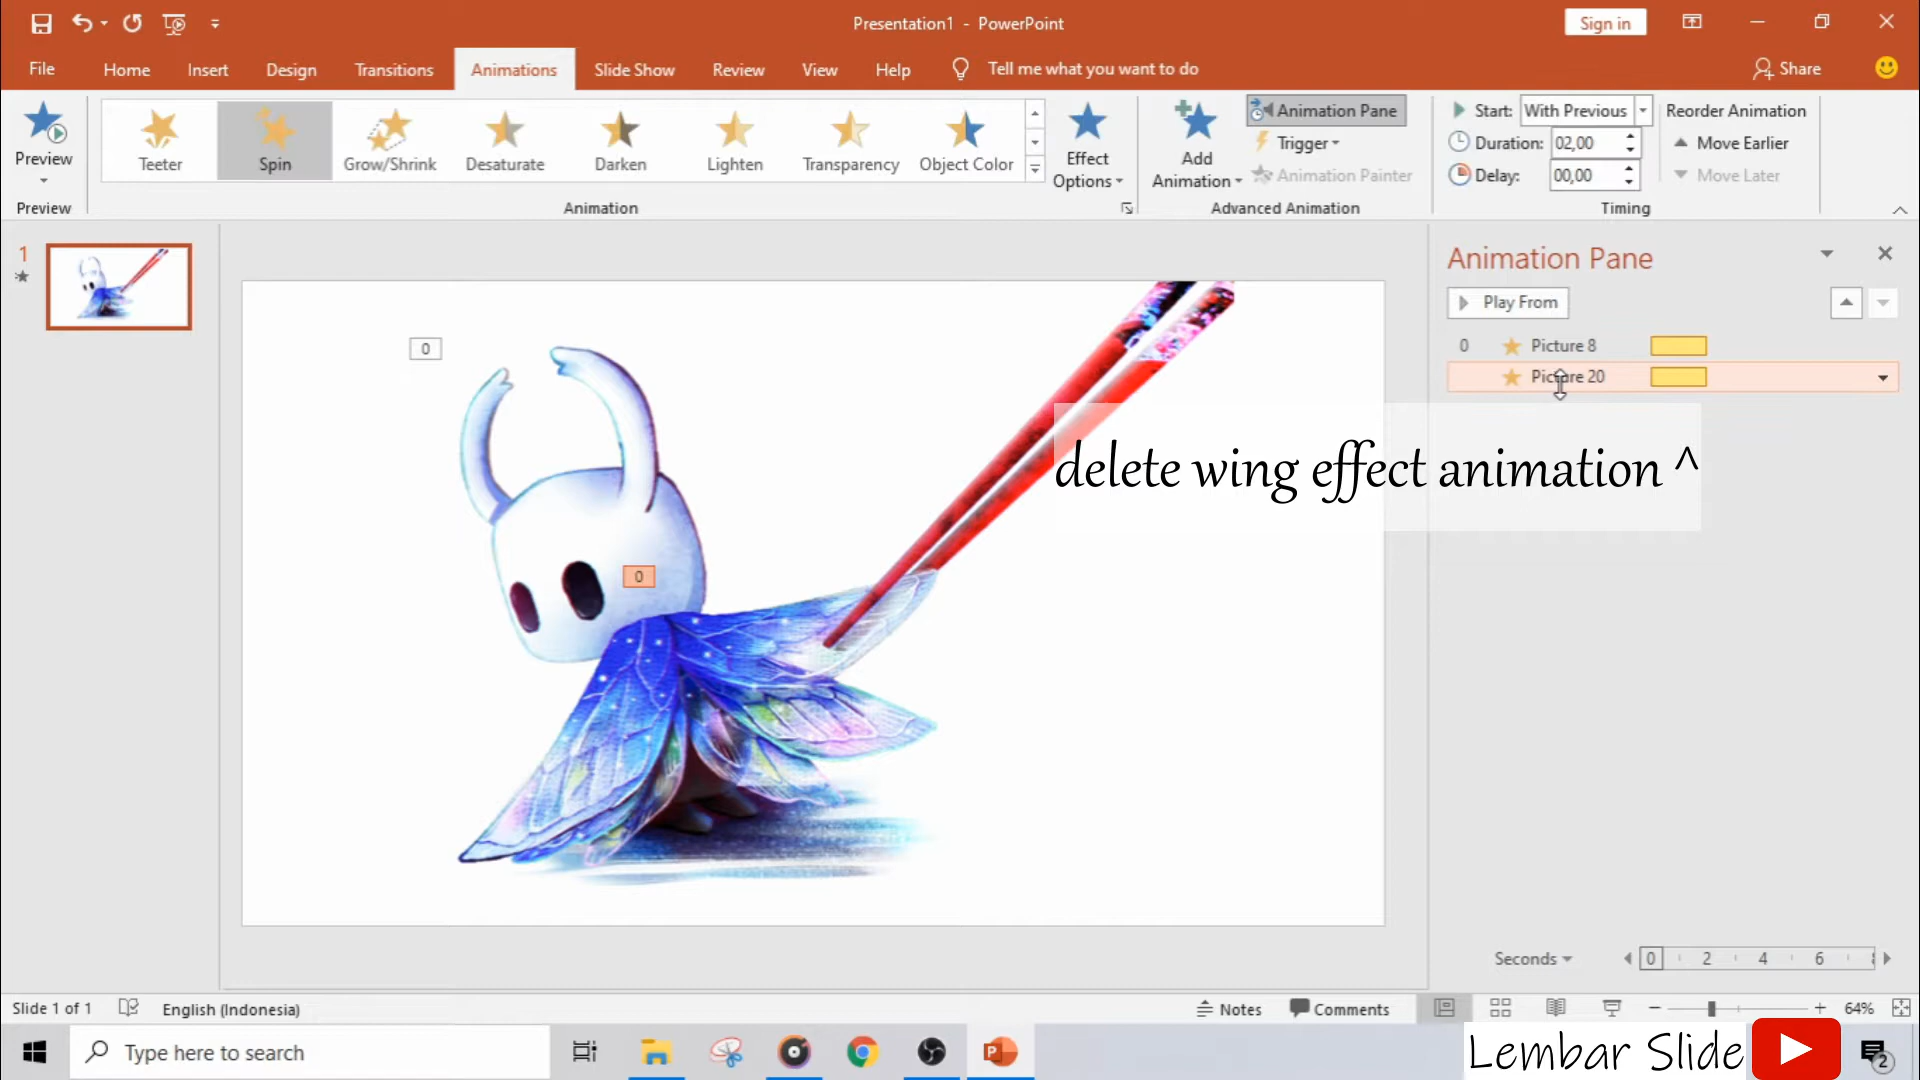 Presentation1 - PowerPoint
Sign in
File
Home
Insert
Design
Transitions
Animations
Slide Show
Review
View
Help
Tell me what you want to do
Share
Preview
Preview
Teeter
Spin
Grow/Shrink
Desaturate
Darken
Lighten
Transparency
Object Color
Animation
Effect
Options
Add
Animation
Animation Pane
Trigger
Animation Painter
Advanced Animation
Start:
With Previous
Duration:
02,00
Delay:
00,00
Timing
Reorder Animation
Move Earlier
Move Later
1
0
0
Animation Pane
Play From
0
Picture 8
Picture 20
delete wing effect animation ^
Seconds
0
2
4
6
Slide 1 of 1
English (Indonesia)
Notes
Comments
64%
Type here to search
Lembar Slide
2